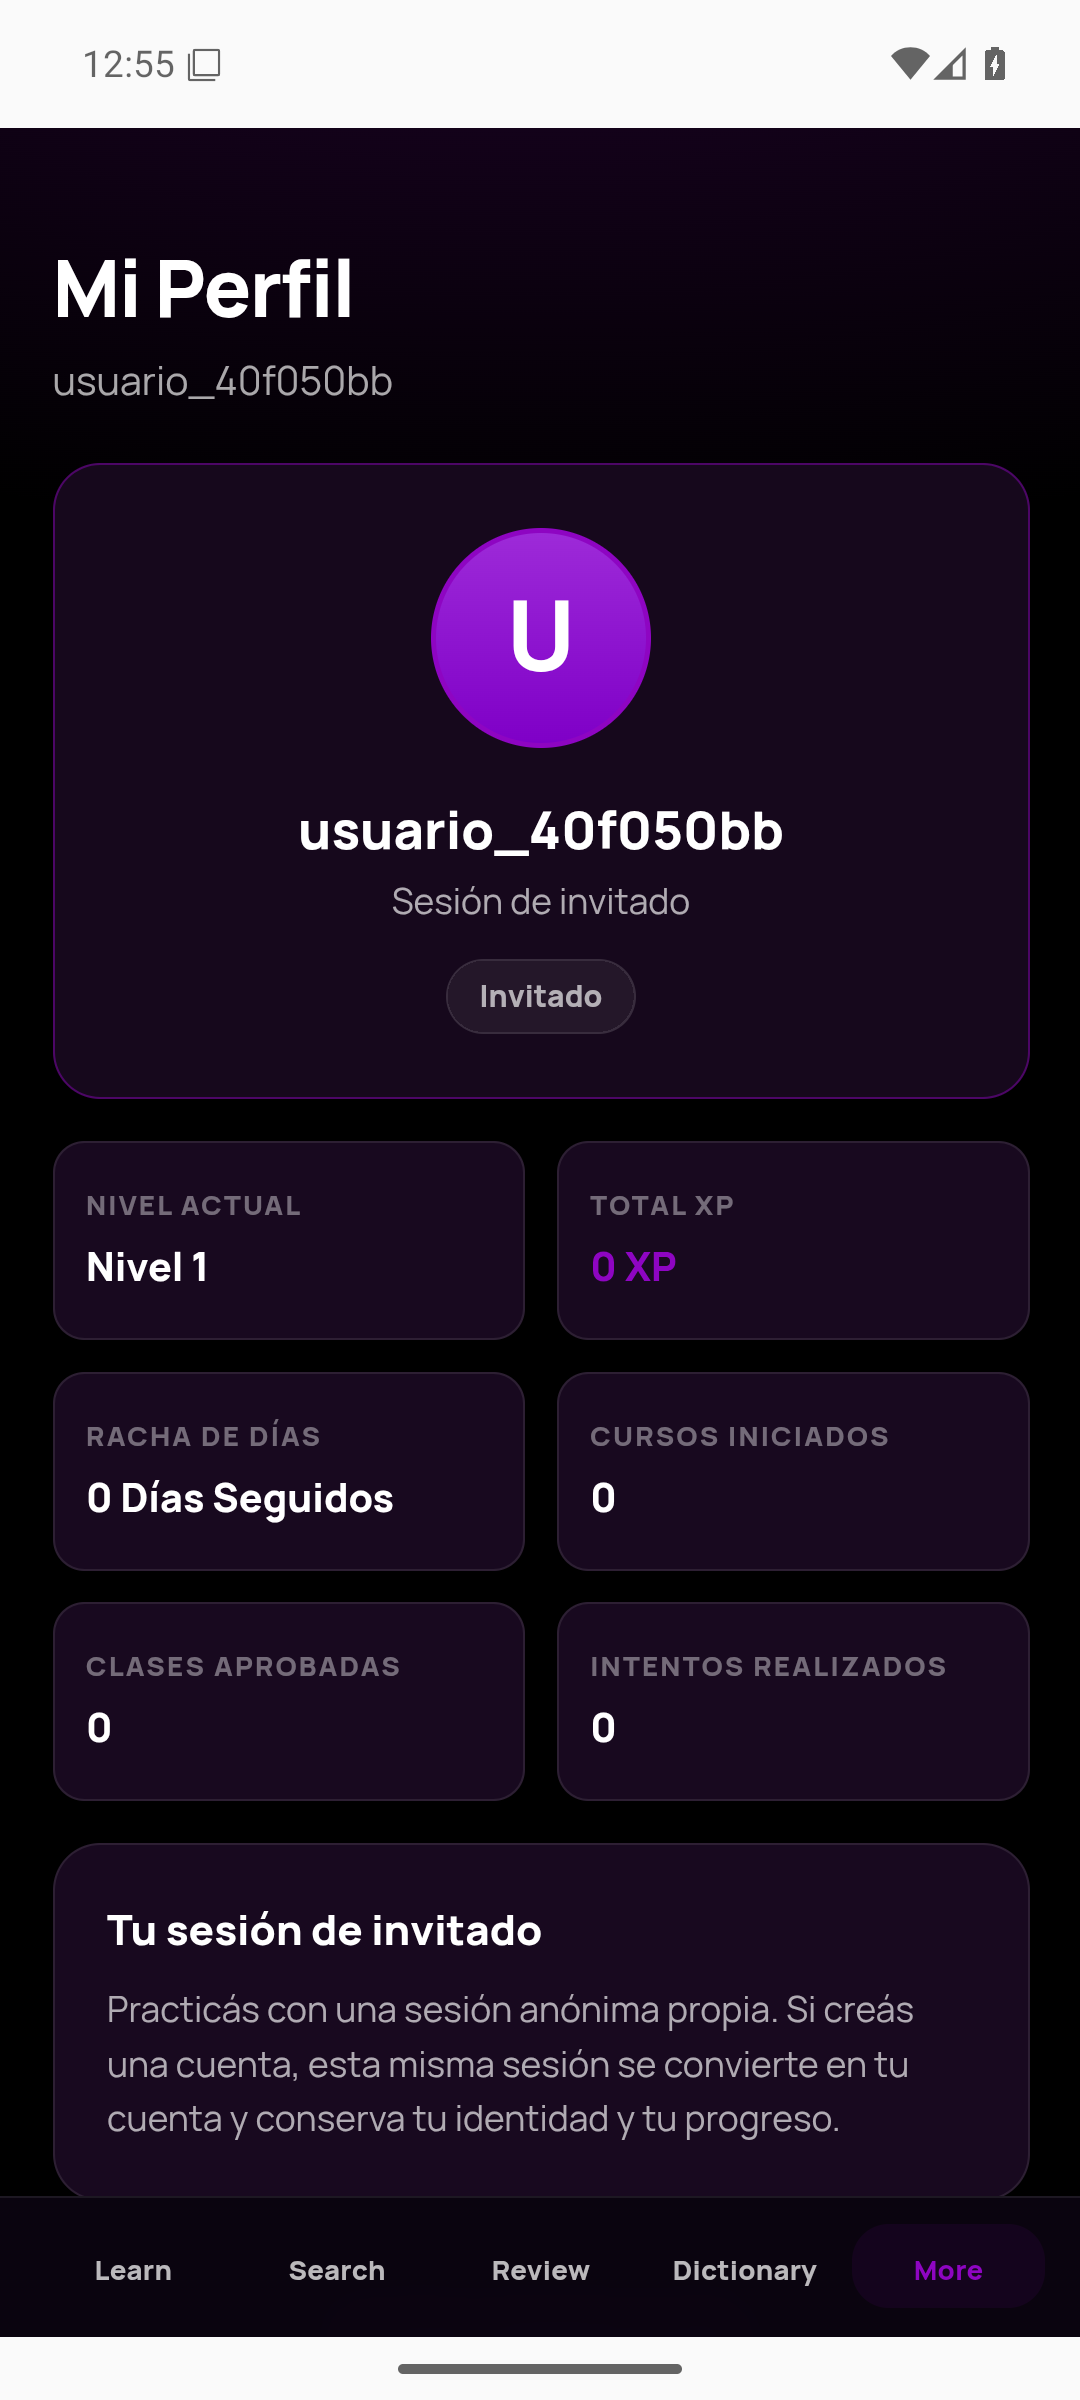 12:55
Mi Perfil
usuario_40f050bb
U
usuario_40f050bb
Sesión de invitado
Invitado
NIVEL ACTUAL
Nivel 1
TOTAL XP
0 XP
RACHA DE DÍAS
0 Días Seguidos
CURSOS INICIADOS
0
CLASES APROBADAS
0
INTENTOS REALIZADOS
0
Tu sesión de invitado
Practicás con una sesión anónima propia. Si creás
una cuenta, esta misma sesión se convierte en tu
cuenta y conserva tu identidad y tu progreso.
Learn
Search
Review
Dictionary
More